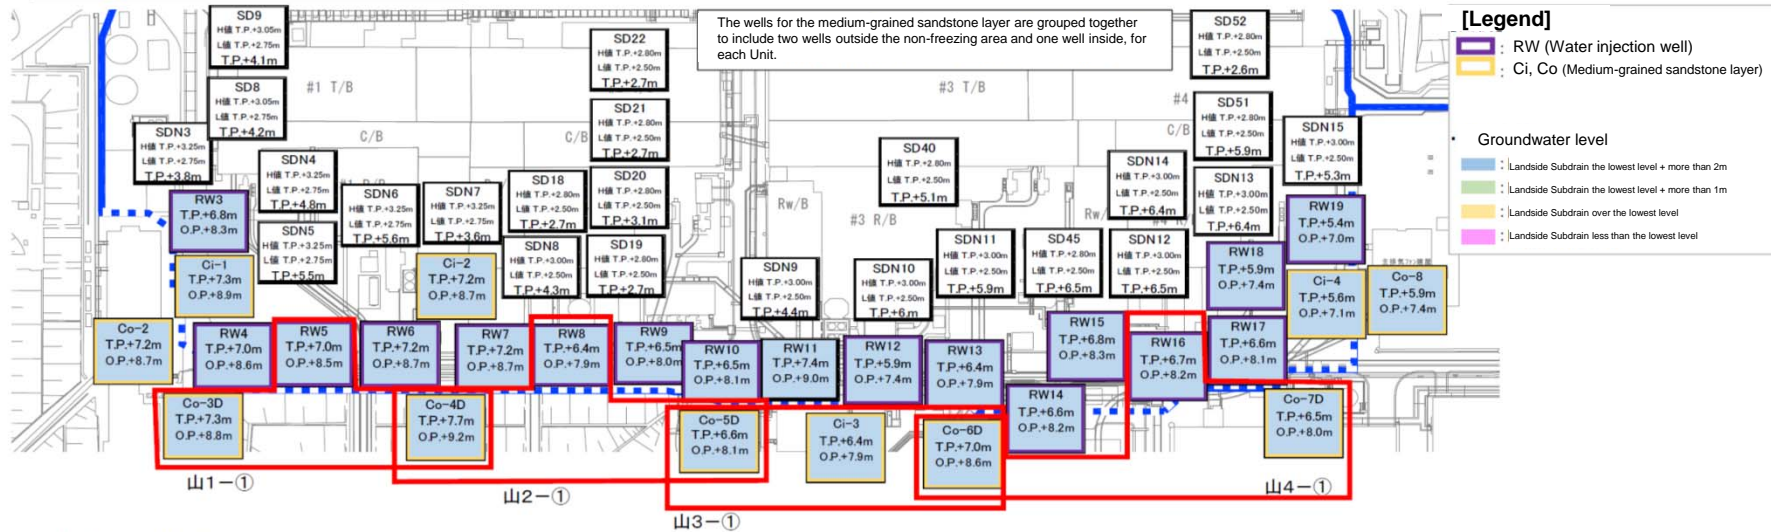 The wells for the medium-grained sandstone layer are grouped together
to include two wells outside the non-freezing area and one well inside, for
each Unit.
[Legend]
: RW (Water injection well)
: Ci, Co (Medium-grained sandstone layer)
Groundwater level
: Landside Subdrain the lowest level + more than 2m
: Landside Subdrain the lowest level + more than 1m
: Landside Subdrain over the lowest level
: Landside Subdrain less than the lowest level
SD9
H値 T.P.+3.05m
L値 T.P.+2.75m
T.P.+4.1m
SD8
H値 T.P.+3.05m
L値 T.P.+2.75m
T.P.+4.2m
SDN3
H値 T.P.+3.25m
L値 T.P.+2.75m
T.P.+3.8m
SDN4
H値 T.P.+3.25m
L値 T.P.+2.75m
T.P.+4.8m
SDN5
H値 T.P.+3.25m
L値 T.P.+2.75m
T.P.+5.5m
SDN6
H値 T.P.+3.25m
L値 T.P.+2.75m
T.P.+5.6m
SDN7
H値 T.P.+3.25m
L値 T.P.+2.75m
T.P.+3.6m
SD18
H値 T.P.+2.80m
L値 T.P.+2.50m
T.P.+2.7m
SDN8
H値 T.P.+3.00m
L値 T.P.+2.50m
T.P.+4.3m
SD22
H値 T.P.+2.80m
L値 T.P.+2.50m
T.P.+2.7m
SD21
H値 T.P.+2.80m
L値 T.P.+2.50m
T.P.+2.7m
SD20
H値 T.P.+2.80m
L値 T.P.+2.50m
T.P.+3.1m
SD19
H値 T.P.+2.80m
L値 T.P.+2.50m
T.P.+2.7m
SDN9
H値 T.P.+3.00m
L値 T.P.+2.50m
T.P.+4.4m
SD40
H値 T.P.+2.80m
L値 T.P.+2.50m
T.P.+5.1m
SDN10
H値 T.P.+3.00m
L値 T.P.+2.50m
T.P.+6.m
SDN11
H値 T.P.+3.00m
L値 T.P.+2.50m
T.P.+5.9m
SD45
H値 T.P.+2.80m
L値 T.P.+2.50m
T.P.+6.5m
SDN12
H値 T.P.+3.00m
L値 T.P.+2.50m
T.P.+6.5m
SDN14
H値 T.P.+3.00m
L値 T.P.+2.50m
T.P.+6.4m
SD52
H値 T.P.+2.80m
L値 T.P.+2.50m
T.P.+2.6m
SD51
H値 T.P.+2.80m
L値 T.P.+2.50m
T.P.+5.9m
SDN13
H値 T.P.+3.00m
L値 T.P.+2.50m
T.P.+6.4m
SDN15
H値 T.P.+3.00m
L値 T.P.+2.50m
T.P.+5.3m
#1 T/B
C/B
C/B
#3 T/B
#4
C/B
Rw/B
#3 R/B
Rw/
RW3
T.P.+6.8m
O.P.+8.3m
Ci-1
T.P.+7.3m
O.P.+8.9m
Co-2
T.P.+7.2m
O.P.+8.7m
RW4
T.P.+7.0m
O.P.+8.6m
RW5
T.P.+7.0m
O.P.+8.5m
RW6
T.P.+7.2m
O.P.+8.7m
Ci-2
T.P.+7.2m
O.P.+8.7m
RW7
T.P.+7.2m
O.P.+8.7m
RW8
T.P.+6.4m
O.P.+7.9m
RW9
T.P.+6.5m
O.P.+8.0m
RW10
T.P.+6.5m
O.P.+8.1m
RW11
T.P.+7.4m
O.P.+9.0m
RW12
T.P.+5.9m
O.P.+7.4m
RW13
T.P.+6.4m
O.P.+7.9m
RW14
T.P.+6.6m
O.P.+8.2m
RW15
T.P.+6.8m
O.P.+8.3m
RW16
T.P.+6.7m
O.P.+8.2m
RW17
T.P.+6.6m
O.P.+8.1m
RW18
T.P.+5.9m
O.P.+7.4m
RW19
T.P.+5.4m
O.P.+7.0m
Ci-4
T.P.+5.6m
O.P.+7.1m
Co-8
T.P.+5.9m
O.P.+7.4m
Co-3D
T.P.+7.3m
O.P.+8.8m
Co-4D
T.P.+7.7m
O.P.+9.2m
Co-5D
T.P.+6.6m
O.P.+8.1m
Ci-3
T.P.+6.4m
O.P.+7.9m
Co-6D
T.P.+7.0m
O.P.+8.6m
Co-7D
T.P.+6.5m
O.P.+8.0m
山1-①
山2-①
山3-①
山4-①